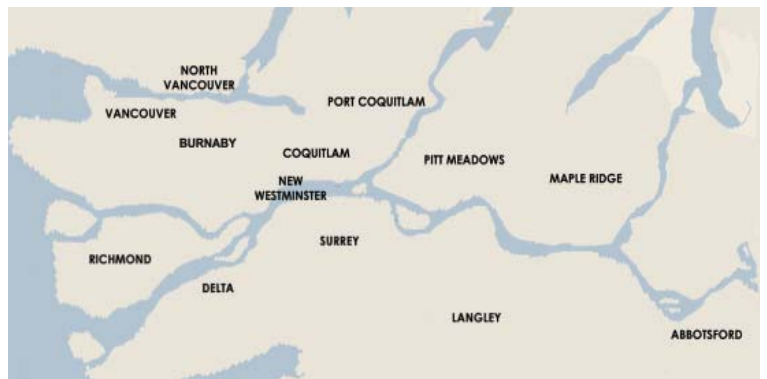 NORTH
VANCOUVER
PORT COQUITLAM
VANCOUVER
BURNABY
COQUITLAM
PITT MEADOWS
MAPLE RIDGE
NEW
WESTMINSTER
SURREY
RICHMOND
DELTA
LANGLEY
ABBOTSFORD